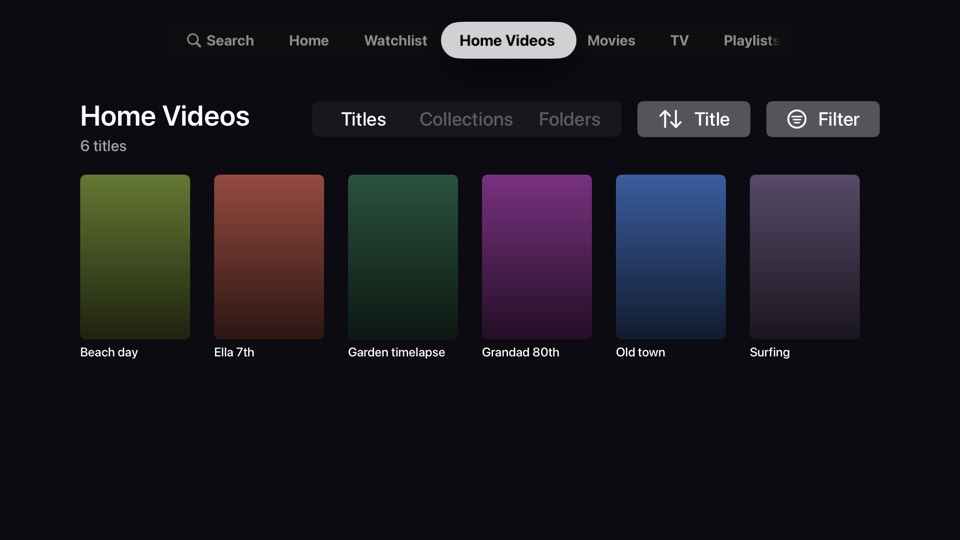 Search Home Watchlist Home Videos Movies TV Playlists
Home Videos
6 titles
Titles Collections Folders
Title
Filter
Beach day
Ella 7th
Garden timelapse
Grandad 80th
Old town
Surfing